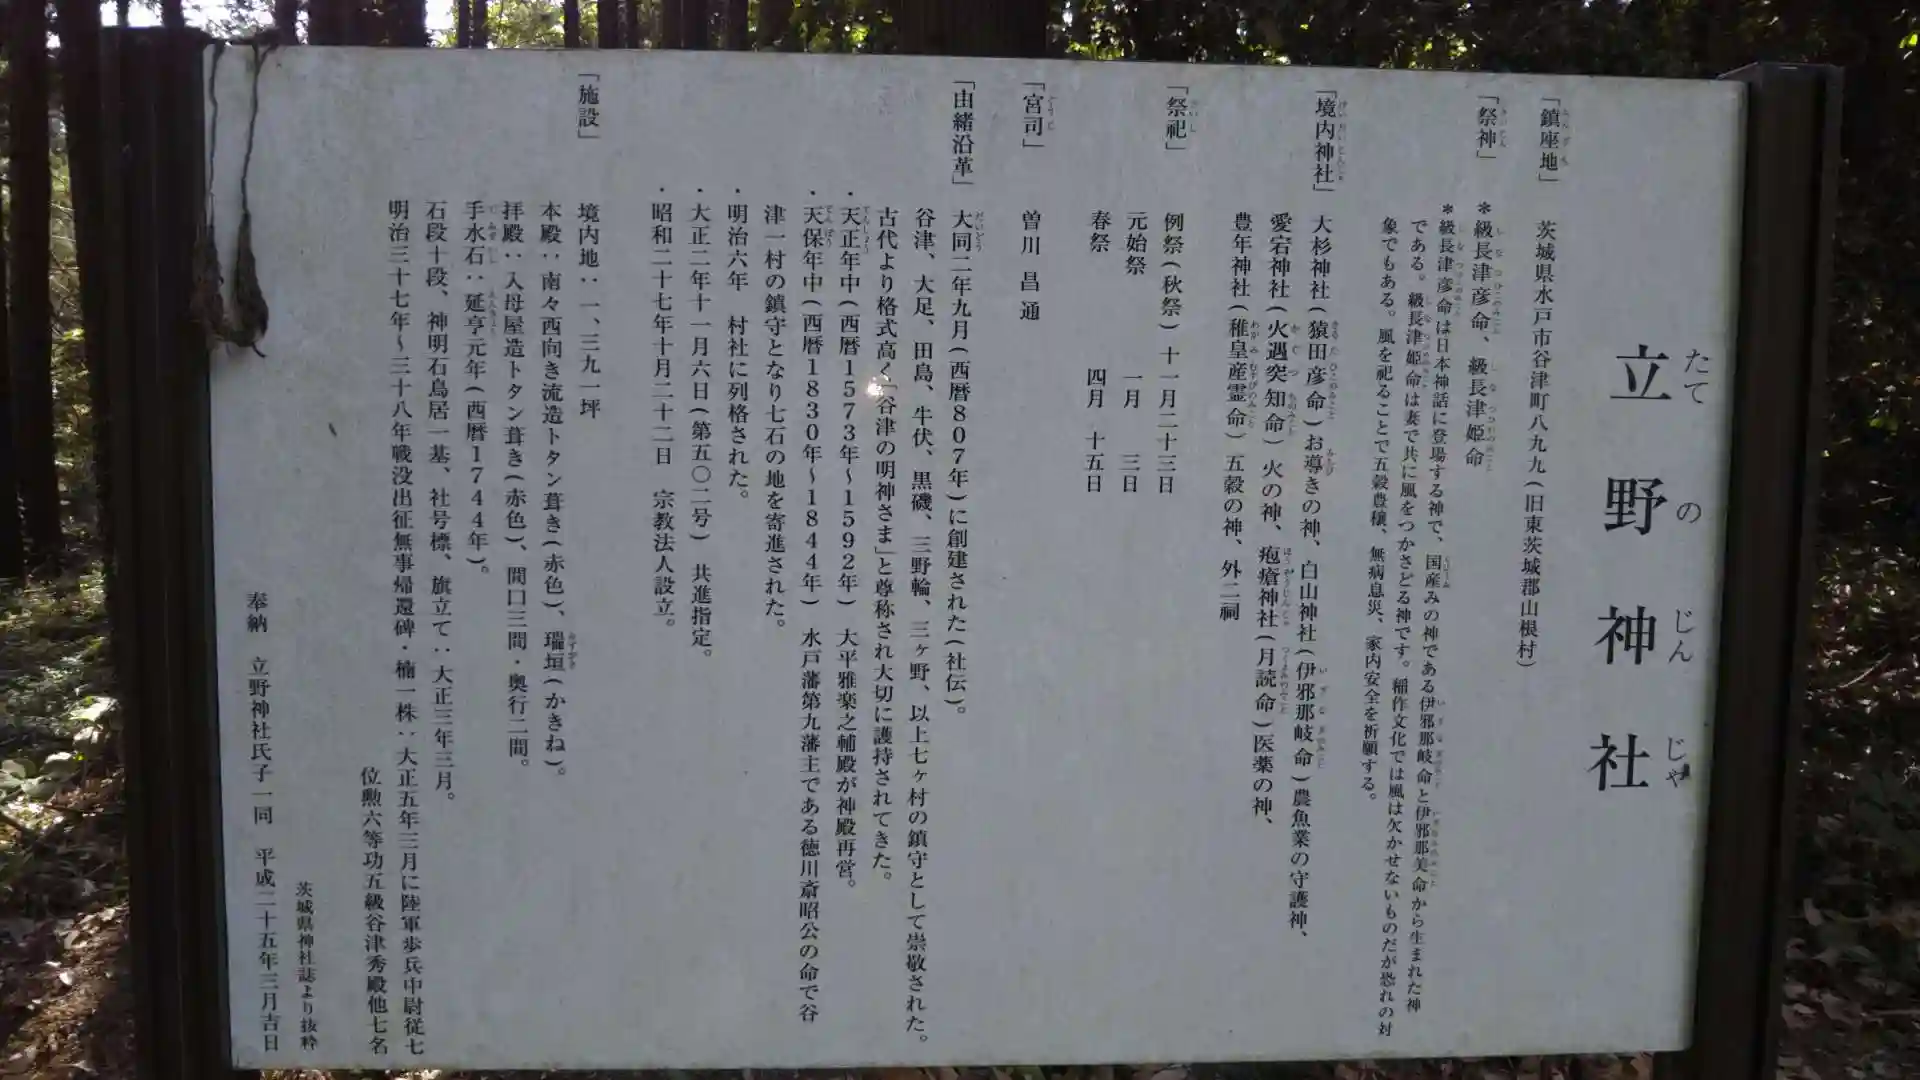 立野神社
たてのじんじゃ
「鎮座地」 茨城県水戸市谷津町八九九(旧東茨城郡山根村)
「祭神」 *級長津彦命、級長津姫命
*級長津彦命は日本神話に登場する神で、国産みの神である伊邪那岐命と伊邪那美命から生まれた神
である。級長津姫命は妻で共に風をつかさどる神です。稲作文化では風は欠かせないものだが恐れの対
象でもある。風を祀ることで五穀豊穣、無病息災、家内安全を祈願する。
「境内神社」 大杉神社(猿田彦命)お導きの神、白山神社(伊邪那岐命)農魚業の守護神、
愛宕神社(火遇突知命)火の神、疱瘡神社(月読命)医薬の神、
豊年神社(稚皇産霊命)五穀の神、外二祠
「祭祀」 例祭(秋祭)十一月二十三日
元始祭 一月 三日
春祭 四月 十五日
「宮司」 曽川 昌通
「由緒沿革」 大同二年九月(西暦807年)に創建された(社伝)。
谷津、大足、田島、牛伏、黒磯、三野輪、三ヶ野、以上七ヶ村の鎮守として崇敬された。
古代より格式高く「谷津の明神さま」と尊称され大切に護持されてきた。
・天正年中(西暦1573年～1592年) 大平雅楽之輔殿が神殿再営。
・天保年中(西暦1830年～1844年) 水戸藩第九藩主である徳川斎昭公の命で谷
津一村の鎮守となり七石の地を寄進された。
・明治六年 村社に列格された。
・大正二年十一月六日(第五〇二号) 共進指定。
・昭和二十七年十月二十二日 宗教法人設立。
「施設」 境内地：一、三九一坪
本殿：南々西向き流造トタン葺き(赤色)、瑞垣(かきね)。
拝殿：入母屋造トタン葺き(赤色)、間口三間・奥行二間。
手水石：延享元年(西暦1744年)。
石段十段、神明石鳥居一基、社号標、旗立て：大正三年三月。
明治三十七年～三十八年戦没出征無事帰還碑・楠一株：大正五年三月に陸軍歩兵中尉従七
位勲六等功五級谷津秀殿他七名
茨城県神社誌より抜粋
奉納 立野神社氏子一同 平成二十五年三月吉日